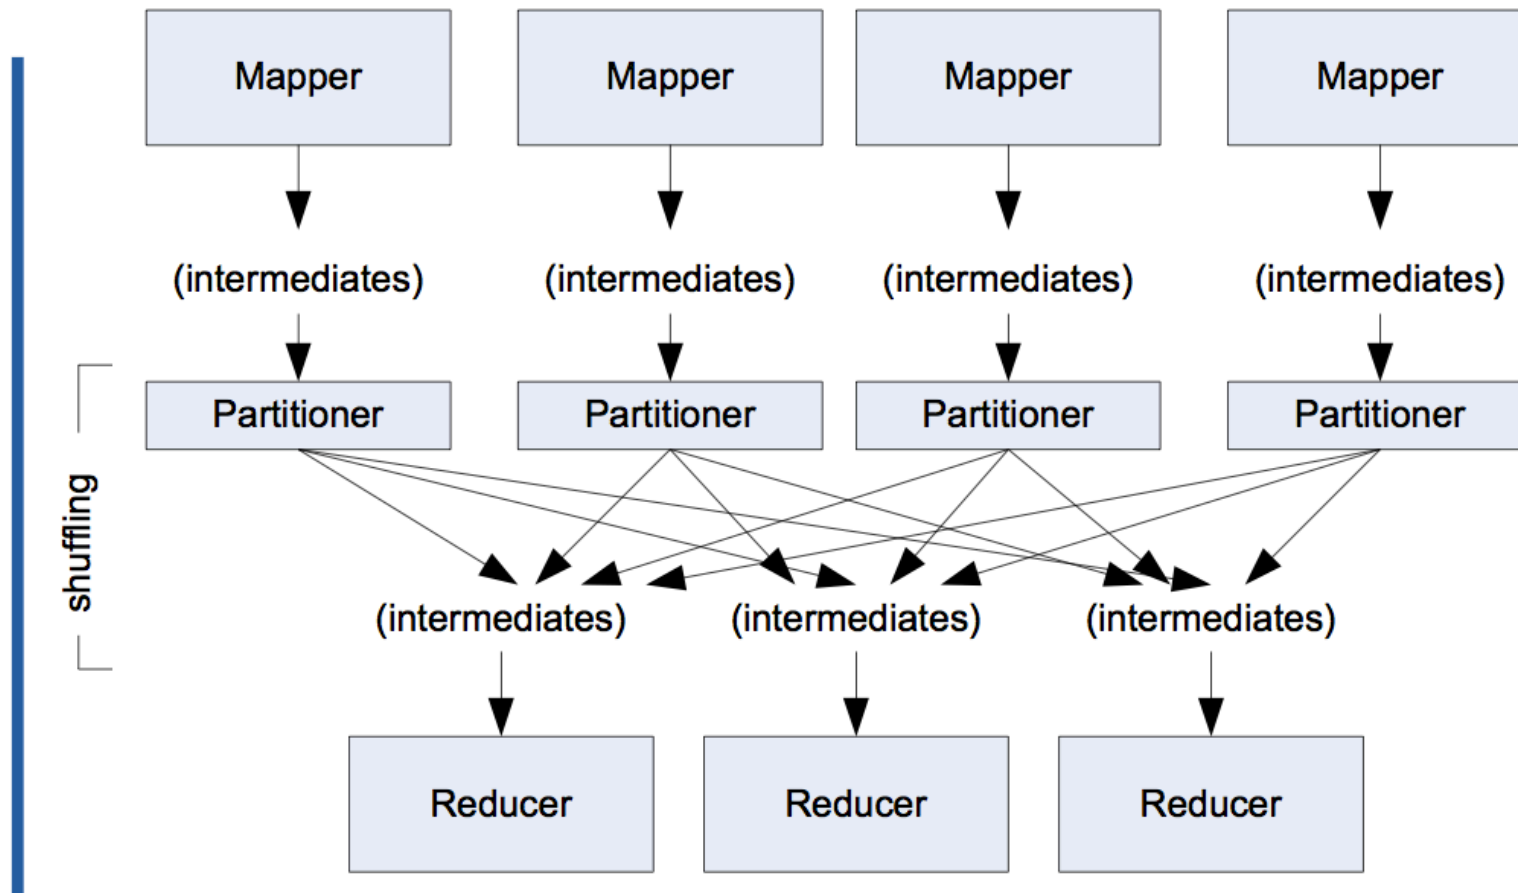 Mapper
Mapper
Mapper
Mapper
(intermediates)
(intermediates)
(intermediates)
(intermediates)
Partitioner
Partitioner
Partitioner
Partitioner
shuffling
(intermediates)
(intermediates)
(intermediates)
Reducer
Reducer
Reducer